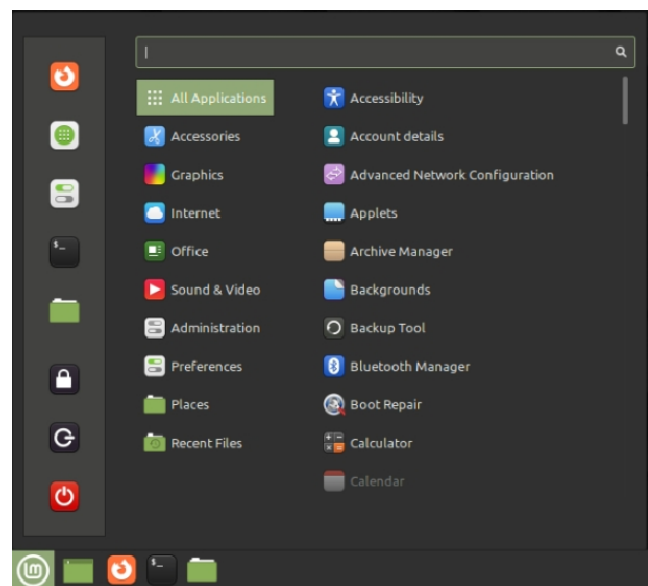 All Applications
Accessories
Graphics
Internet
Office
Sound & Video
Administration
Preferences
Places
Recent Files
Accessibility
Account details
Advanced Network Configuration
Applets
Archive Manager
Backgrounds
Backup Tool
Bluetooth Manager
Boot Repair
Calculator
Calendar